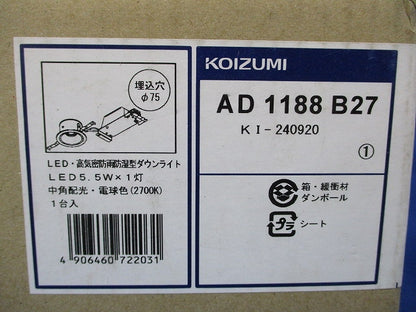 埋込穴
φ75
LED・高気密防雨防湿型ダウンライト
LED5.5W×1灯
中角配光・電球色(2700K)
1台入
4 906460 722031
KOIZUMI
AD 1188 B27
KI-240920
①
箱・緩衝材
ダンボール
プラ
シート